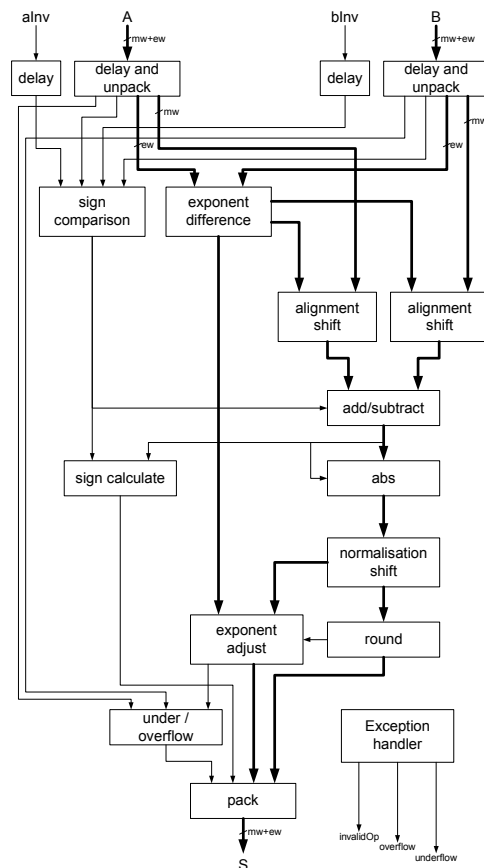 aInv
A
bInv
B
mw+ew
mw+ew
delay
delay and
unpack
delay
delay and
unpack
mw
mw
ew
ew
sign
comparison
exponent
difference
alignment
shift
alignment
shift
add/subtract
sign calculate
abs
normalisation
shift
exponent
adjust
round
under /
overflow
Exception
handler
pack
invalidOp
overflow
underflow
mw+ew
S